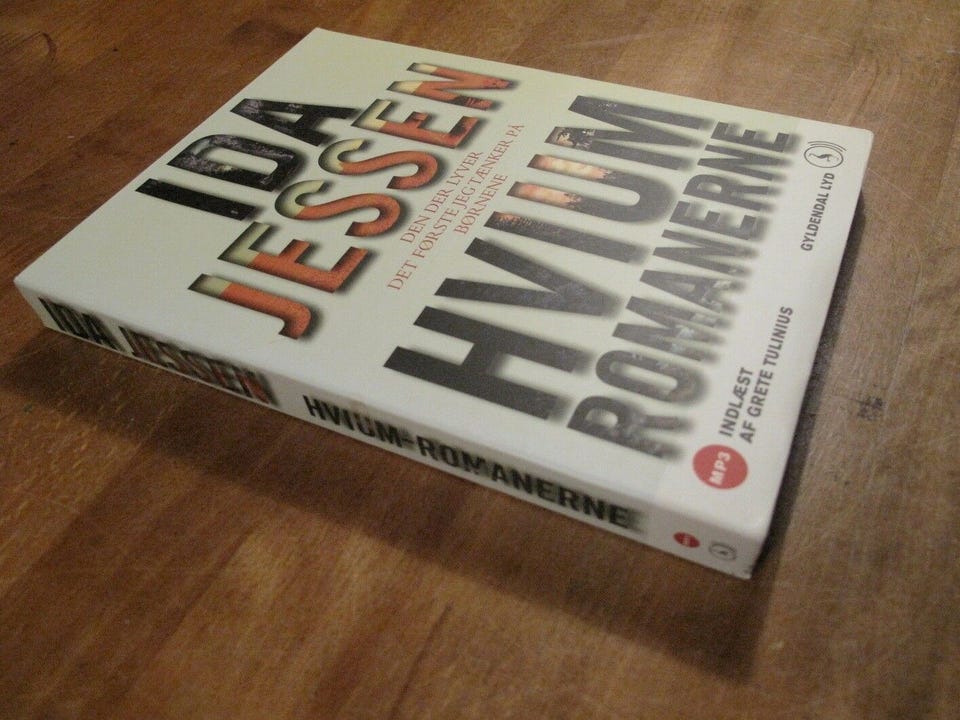 IDA
JESSEN
DEN DER LYVER
DET FØRSTE JEG TÆNKER PÅ
BØRNENE
HVIUM
ROMANERNE
MP3
INDLÆST
AF GRETE TULINIUS
GYLDENDAL LYD
IDA JESSEN HVIUM-ROMANERNE